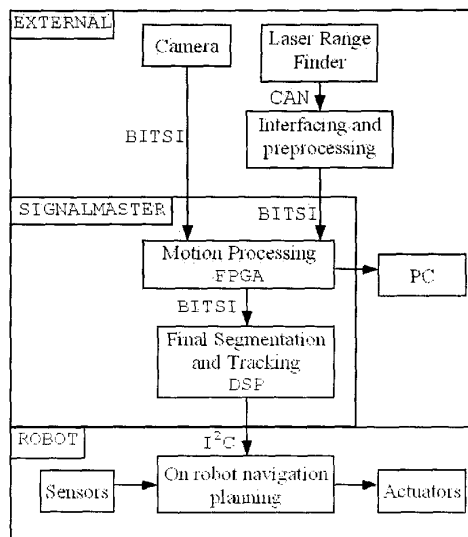 EXTERNAL
Camera
Laser Range
Finder
CAN
Interfacing and
preprocessing
BITSI
SIGNALMASTER
BITSI
Motion Processing
FPGA
PC
BITSI
Final Segmentation
and Tracking
DSP
ROBOT
I²C
Sensors
On robot navigation
planning
Actuators